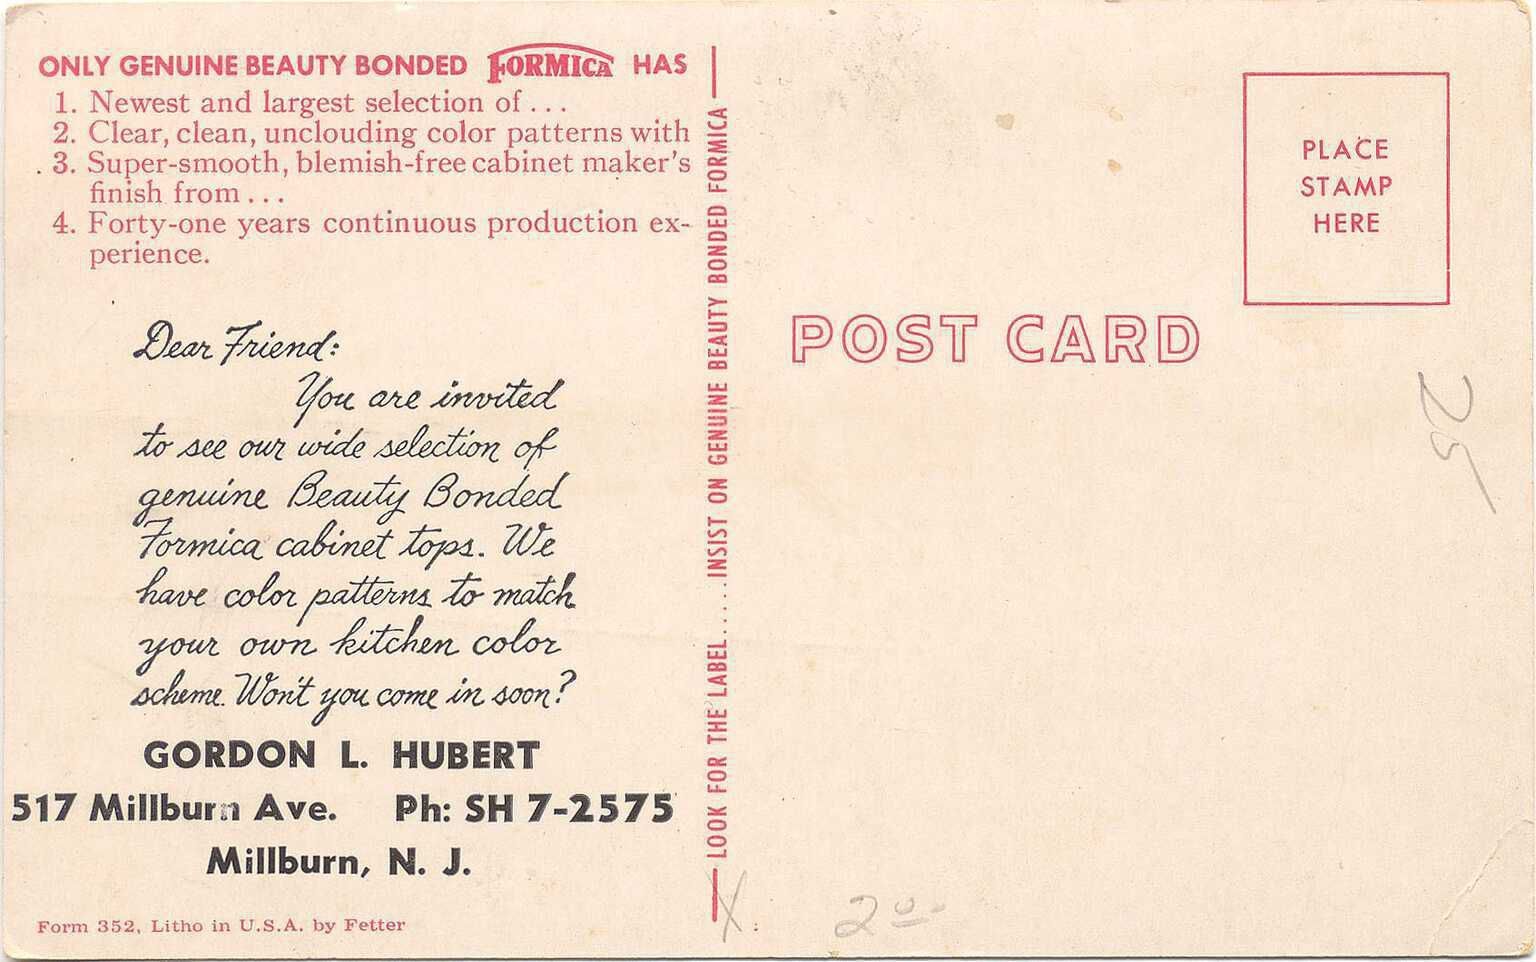 ONLY GENUINE BEAUTY BONDED FORMICA HAS
1. Newest and largest selection of . . .
2. Clear, clean, unclouding color patterns with
3. Super-smooth, blemish-free cabinet maker's
finish from . . .
4. Forty-one years continuous production ex-
perience.
Dear Friend:
You are invited
to see our wide selection of
genuine Beauty Bonded
Formica cabinet tops. We
have color patterns to match
your own kitchen color
scheme. Won't you come in soon?
GORDON L. HUBERT
517 Millburn Ave. Ph: SH 7-2575
Millburn, N. J.
Form 352, Litho in U.S.A. by Fetter
LOOK FOR THE LABEL.....INSIST ON GENUINE BEAUTY BONDED FORMICA
PLACE
STAMP
HERE
POST CARD
25
X
2.00